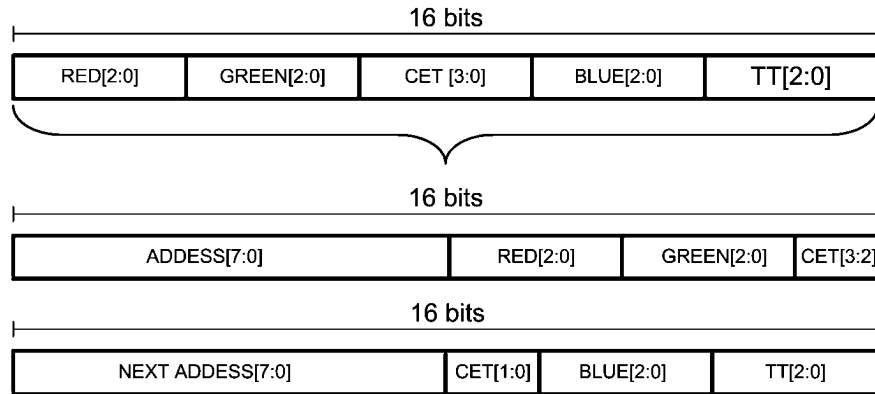 16 bits
RED[2:0] GREEN[2:0] CET [3:0] BLUE[2:0] TT[2:0]
16 bits
ADDESS[7:0] RED[2:0] GREEN[2:0] CET[3:2]
16 bits
NEXT ADDESS[7:0] CET[1:0] BLUE[2:0] TT[2:0]